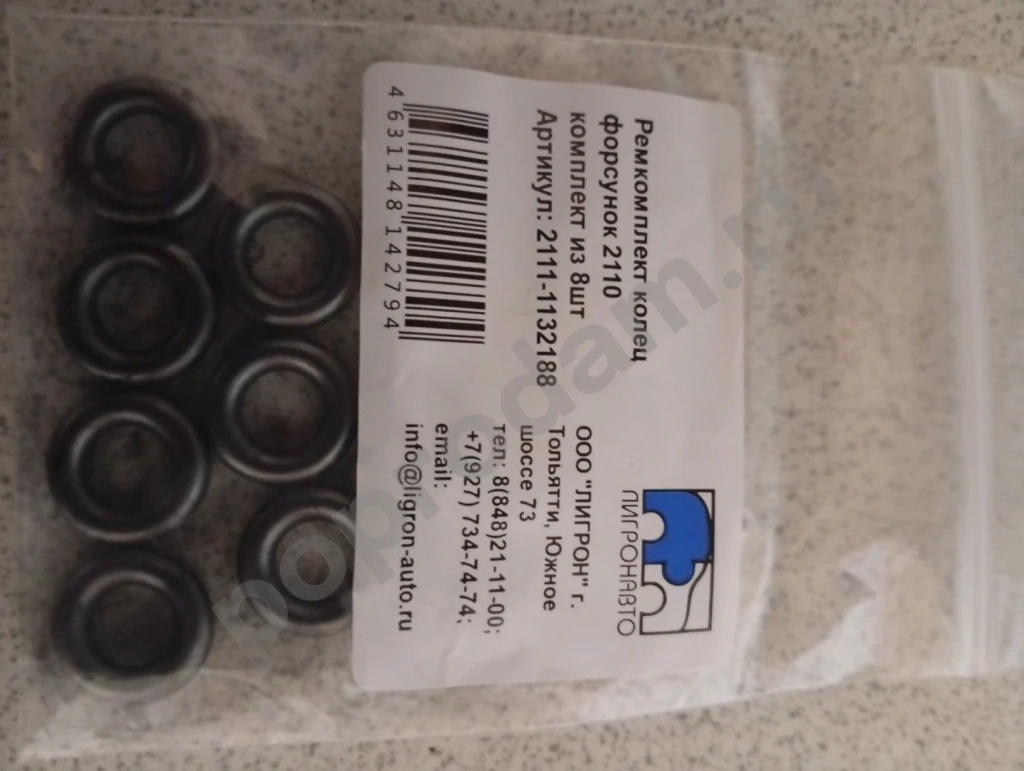 Ремкомплект колец
форсунок 2110
комплект из 8шт
Артикул: 2111-1132188
4 631148 142794
ЛИГРОНАВТО
ООО "ЛИГРОН" г.
Тольятти, Южное
шоссе 73
тел: 8(848)21-11-00;
+7(927) 734-74-74;
email:
info@ligron-auto.ru